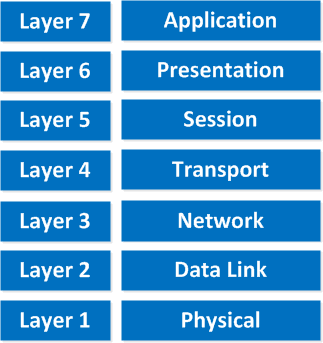 Layer 7 Application
Layer 6 Presentation
Layer 5 Session
Layer 4 Transport
Layer 3 Network
Layer 2 Data Link
Layer 1 Physical